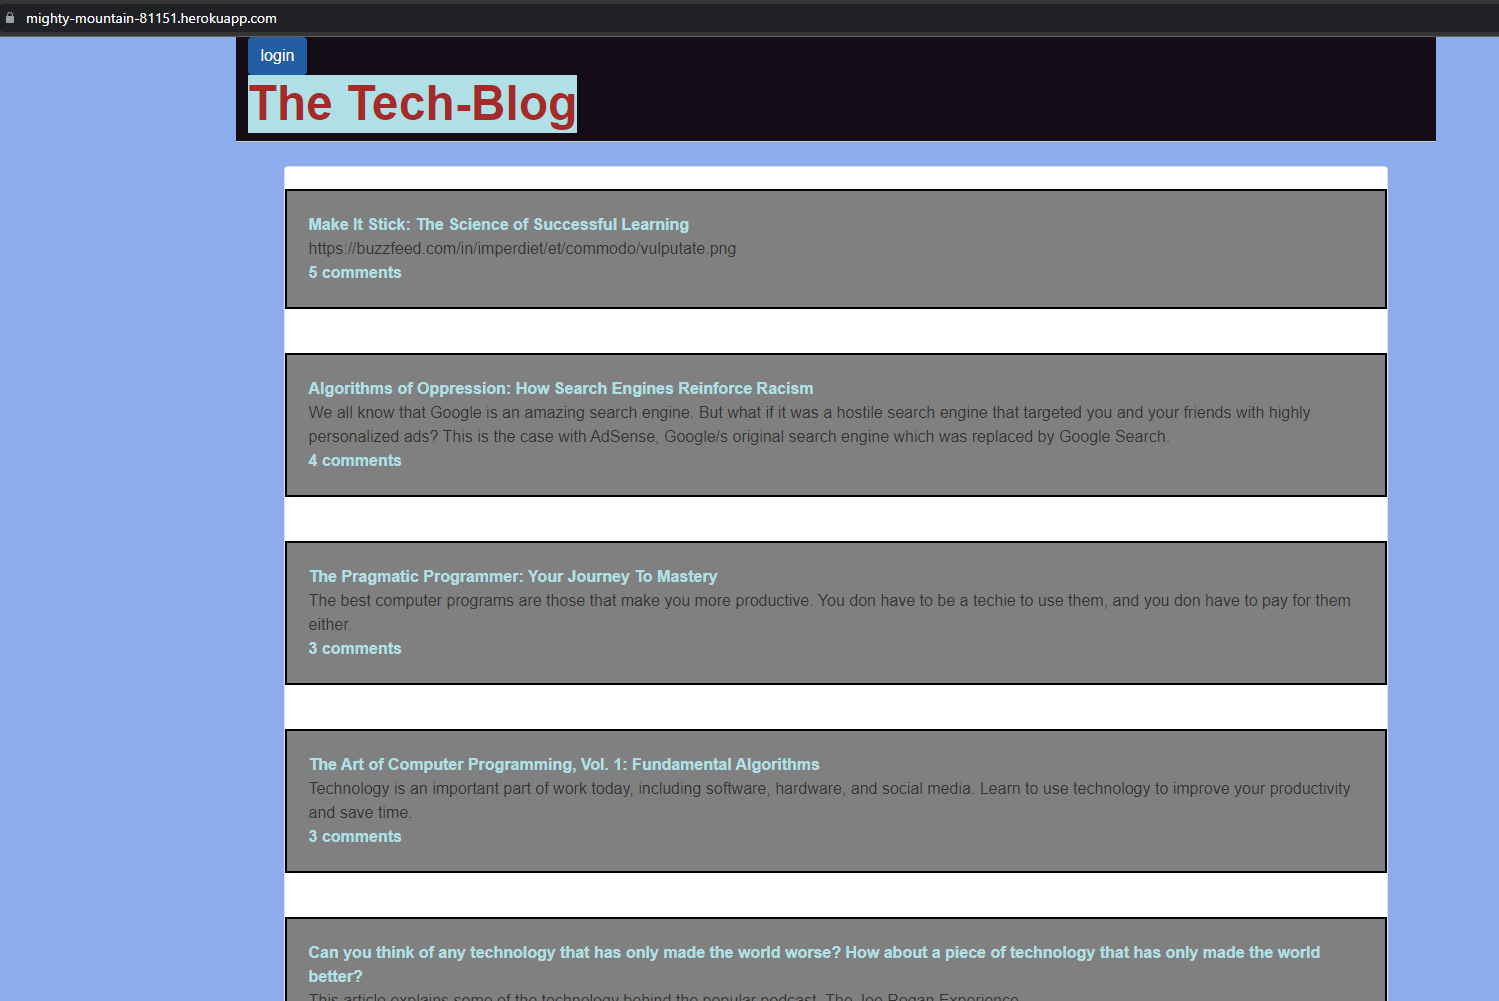 mighty-mountain-81151.herokuapp.com
login
The Tech-Blog
Make It Stick: The Science of Successful Learning
https://buzzfeed.com/in/imperdiet/et/commodo/vulputate.png
5 comments
Algorithms of Oppression: How Search Engines Reinforce Racism
We all know that Google is an amazing search engine. But what if it was a hostile search engine that targeted you and your friends with highly
personalized ads? This is the case with AdSense, Google/s original search engine which was replaced by Google Search.
4 comments
The Pragmatic Programmer: Your Journey To Mastery
The best computer programs are those that make you more productive. You don have to be a techie to use them, and you don have to pay for them
either.
3 comments
The Art of Computer Programming, Vol. 1: Fundamental Algorithms
Technology is an important part of work today, including software, hardware, and social media. Learn to use technology to improve your productivity
and save time.
3 comments
Can you think of any technology that has only made the world worse? How about a piece of technology that has only made the world
better?
This article explains some of the technology behind the popular podcast, The Joe Rogan Experience.